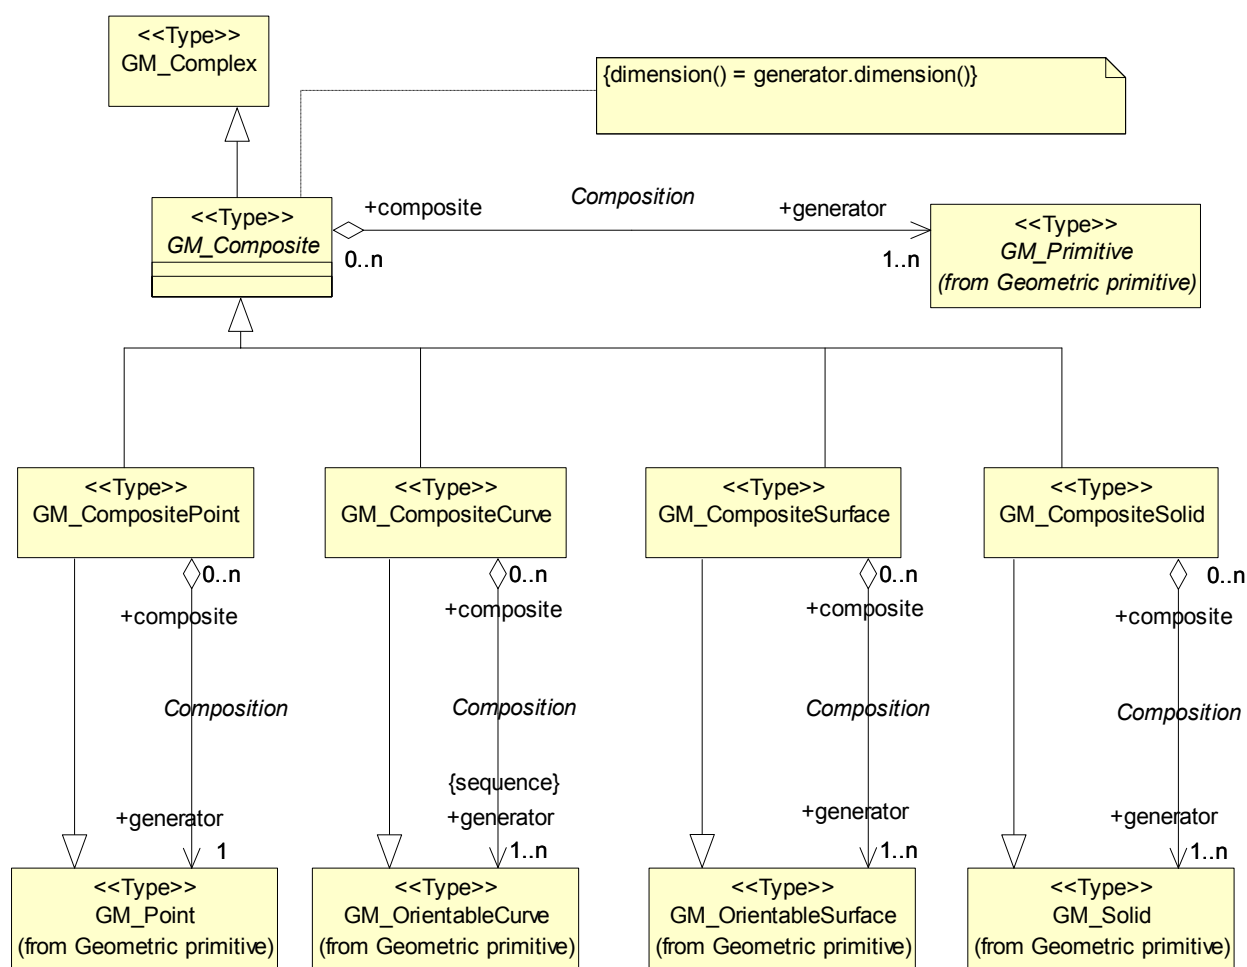 <<Type>>
GM_Complex
{dimension() = generator.dimension()}
<<Type>>
GM_Composite
+composite
0..n
Composition
+generator
1..n
<<Type>>
GM_Primitive
(from Geometric primitive)
<<Type>>
GM_CompositePoint
<<Type>>
GM_CompositeCurve
<<Type>>
GM_CompositeSurface
<<Type>>
GM_CompositeSolid
0..n
+composite
Composition
+generator
1
0..n
+composite
Composition
{sequence}
+generator
1..n
0..n
+composite
Composition
+generator
1..n
0..n
+composite
Composition
+generator
1..n
<<Type>>
GM_Point
(from Geometric primitive)
<<Type>>
GM_OrientableCurve
(from Geometric primitive)
<<Type>>
GM_OrientableSurface
(from Geometric primitive)
<<Type>>
GM_Solid
(from Geometric primitive)